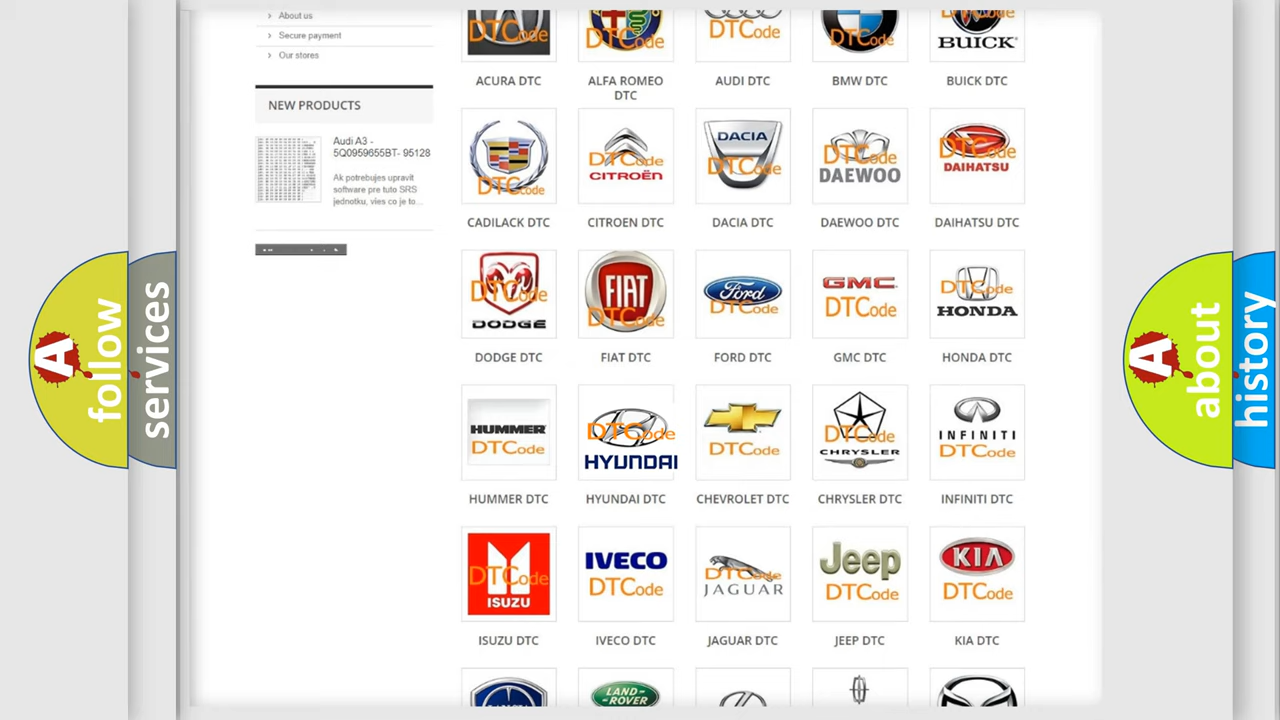 About us
Secure payment
Our stores
NEW PRODUCTS
Audi A3 -
5Q0959655BT- 95128
Ak potrebujes upravit
software pre tuto SRS
jednotku, vies co je to...
DTCode
DTCode
DTCode
DTCode
BUICK
ACURA DTC
ALFA ROMEO
DTC
AUDI DTC
BMW DTC
BUICK DTC
DTCode
DTCode
CITROËN
DACIA
DTCode
DTCode
DAEWOO
DTCode
DAIHATSU
CADILACK DTC
CITROEN DTC
DACIA DTC
DAEWOO DTC
DAIHATSU DTC
DTCode
DODGE
FIAT
DTCode
Ford
DTCode
GMC
DTCode
DTCode
HONDA
DODGE DTC
FIAT DTC
FORD DTC
GMC DTC
HONDA DTC
HUMMER
DTCode
DTCode
HYUNDAI
DTCode
DTCode
CHRYSLER
INFINITI
DTCode
HUMMER DTC
HYUNDAI DTC
CHEVROLET DTC
CHRYSLER DTC
INFINITI DTC
DTCode
ISUZU
IVECO
DTCode
DTCode
JAGUAR
Jeep
DTCode
KIA
DTCode
ISUZU DTC
IVECO DTC
JAGUAR DTC
JEEP DTC
KIA DTC
LAND-
ROVER
A
follow
services
A
about
history